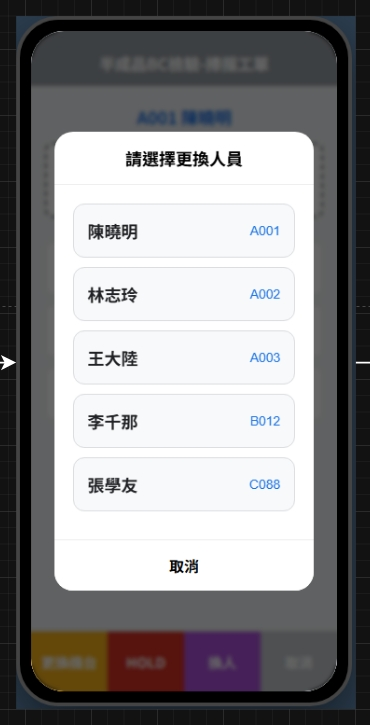 A001 陳曉明
請選擇更換人員
陳曉明 A001
林志玲 A002
王大陸 A003
李千那 B012
張學友 C088
取消
HOLD
換人
取消